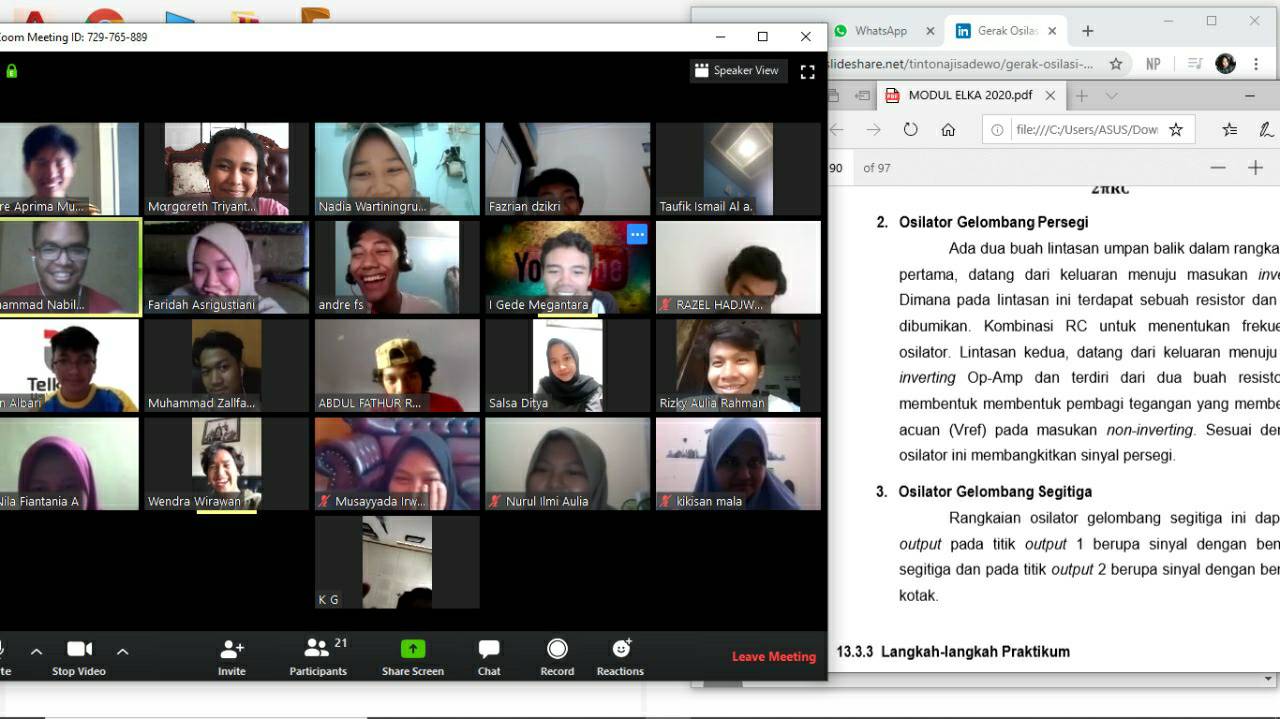 Zoom Meeting ID: 729-765-889
Speaker View
re Aprima Mu...
Margareth Triyant...
Nadia Wartiningru...
Fazrian dzikri
Taufik Ismail Al a.
ammad Nabil...
Faridah Asrigustiani
andre fs
I Gede Megantara
RAZEL HADJW...
n Albari
Muhammad Zallfa...
ABDUL FATHUR R...
Salsa Ditya
Rizky Aulia Rahman
Nila Fiantania A
Wendra Wirawan
Musayyada Irw...
Nurul Ilmi Aulia
kikisan mala
K G
Telk
You
be
te
Stop Video
Invite
Participants
21
Share Screen
Chat
Record
Reactions
Leave Meeting
WhatsApp
Gerak Osilas
slideshare.net/tintonajisadewo/gerak-osilasi-...
NP
MODUL ELKA 2020.pdf
file:///C:/Users/ASUS/Dow
90 of 97
2πRC
2. Osilator Gelombang Persegi
Ada dua buah lintasan umpan balik dalam rangka
pertama, datang dari keluaran menuju masukan inve
Dimana pada lintasan ini terdapat sebuah resistor dan
dibumikan. Kombinasi RC untuk menentukan freku
osilator. Lintasan kedua, datang dari keluaran menuju
inverting Op-Amp dan terdiri dari dua buah resisto
membentuk membentuk pembagi tegangan yang membe
acuan (Vref) pada masukan non-inverting. Sesuai der
osilator ini membangkitkan sinyal persegi.
3. Osilator Gelombang Segitiga
Rangkaian osilator gelombang segitiga ini dap
output pada titik output 1 berupa sinyal dengan ben
segitiga dan pada titik output 2 berupa sinyal dengan ber
kotak.
13.3.3 Langkah-langkah Praktikum